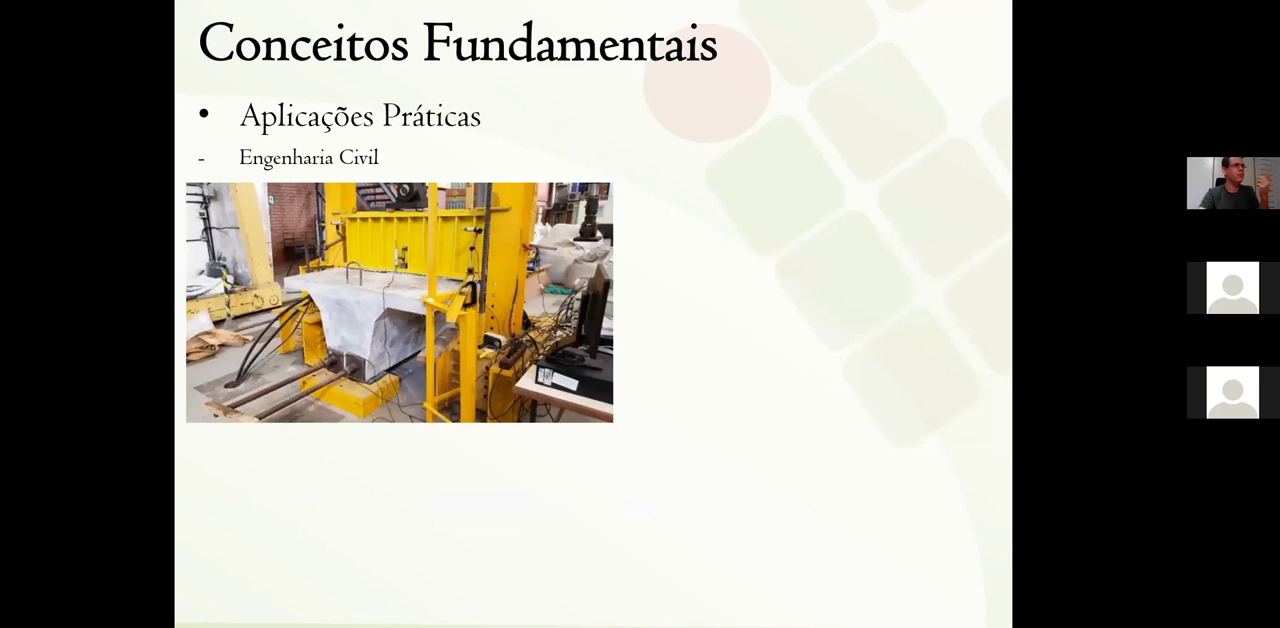 Conceitos Fundamentais
• Aplicações Práticas
- Engenharia Civil